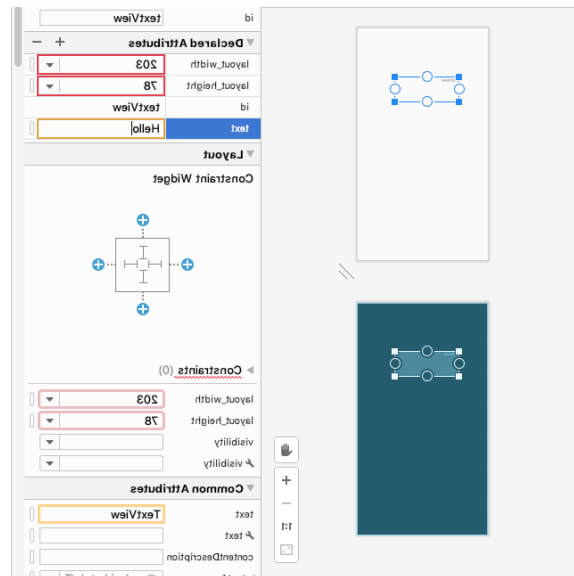 id textView
Declared Attributes + −
layout_width 203
layout_height 78
id textView
text Hello
Layout
Constraint Widget
Constraints (0)
layout_width 203
layout_height 78
visibility
visibility
Common Attributes
text TextView
text
contentDescription
1:1